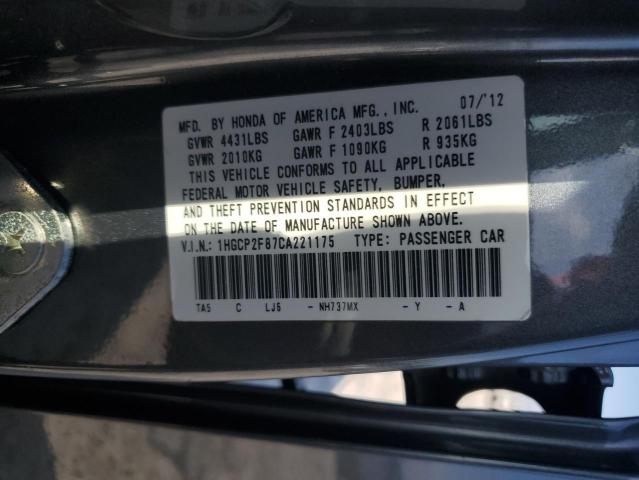 MFD. BY HONDA OF AMERICA MFG., INC. 07/'12
GVWR 4431LBS GAWR F 2403LBS R 2061LBS
GVWR 2010KG GAWR F 1090KG R 935KG
THIS VEHICLE CONFORMS TO ALL APPLICABLE
FEDERAL MOTOR VEHICLE SAFETY, BUMPER,
AND THEFT PREVENTION STANDARDS IN EFFECT
ON THE DATE OF MANUFACTURE SHOWN ABOVE.
V.I.N.: 1HGCP2F87CA221175 TYPE: PASSENGER CAR
TA5 C LJ6 -NH737MX -Y -A